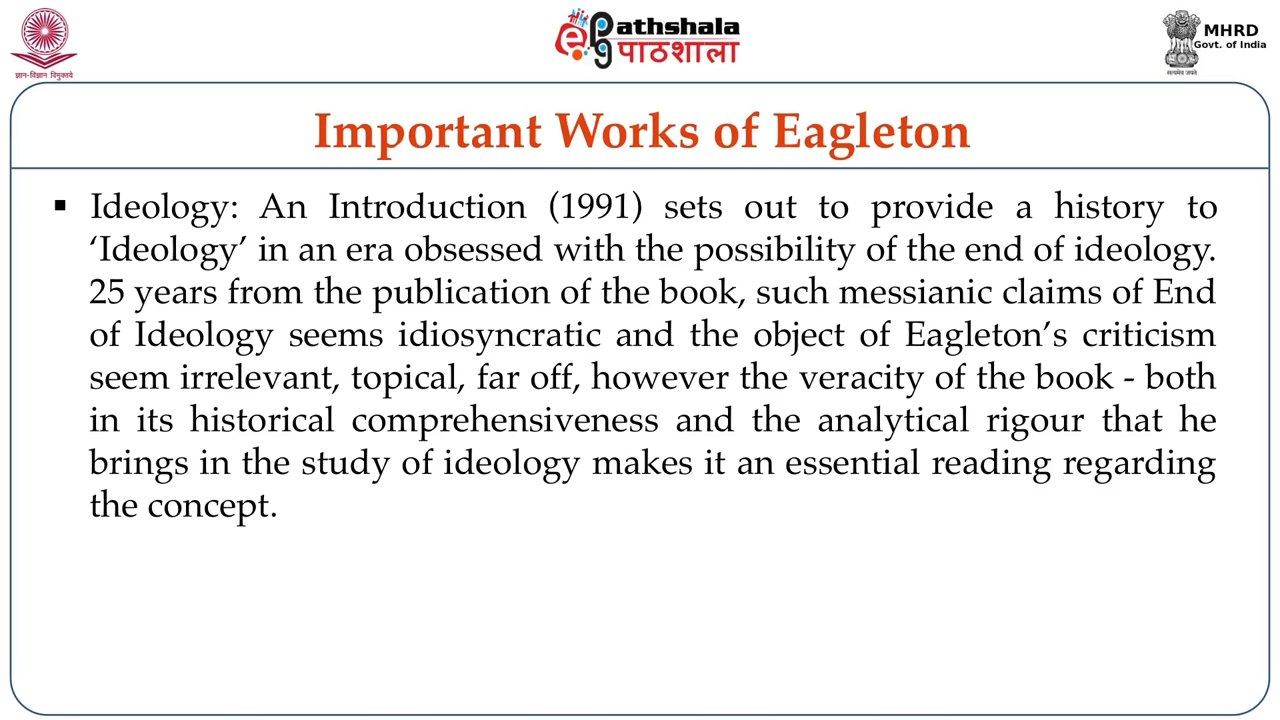 ज्ञान-विज्ञान विमुक्तये
ePathshala
पाठशाला
MHRD
Govt. of India
सत्यमेव जयते
Important Works of Eagleton
▪ Ideology: An Introduction (1991) sets out to provide a history to
‘Ideology’ in an era obsessed with the possibility of the end of ideology.
25 years from the publication of the book, such messianic claims of End
of Ideology seems idiosyncratic and the object of Eagleton’s criticism
seem irrelevant, topical, far off, however the veracity of the book - both
in its historical comprehensiveness and the analytical rigour that he
brings in the study of ideology makes it an essential reading regarding
the concept.